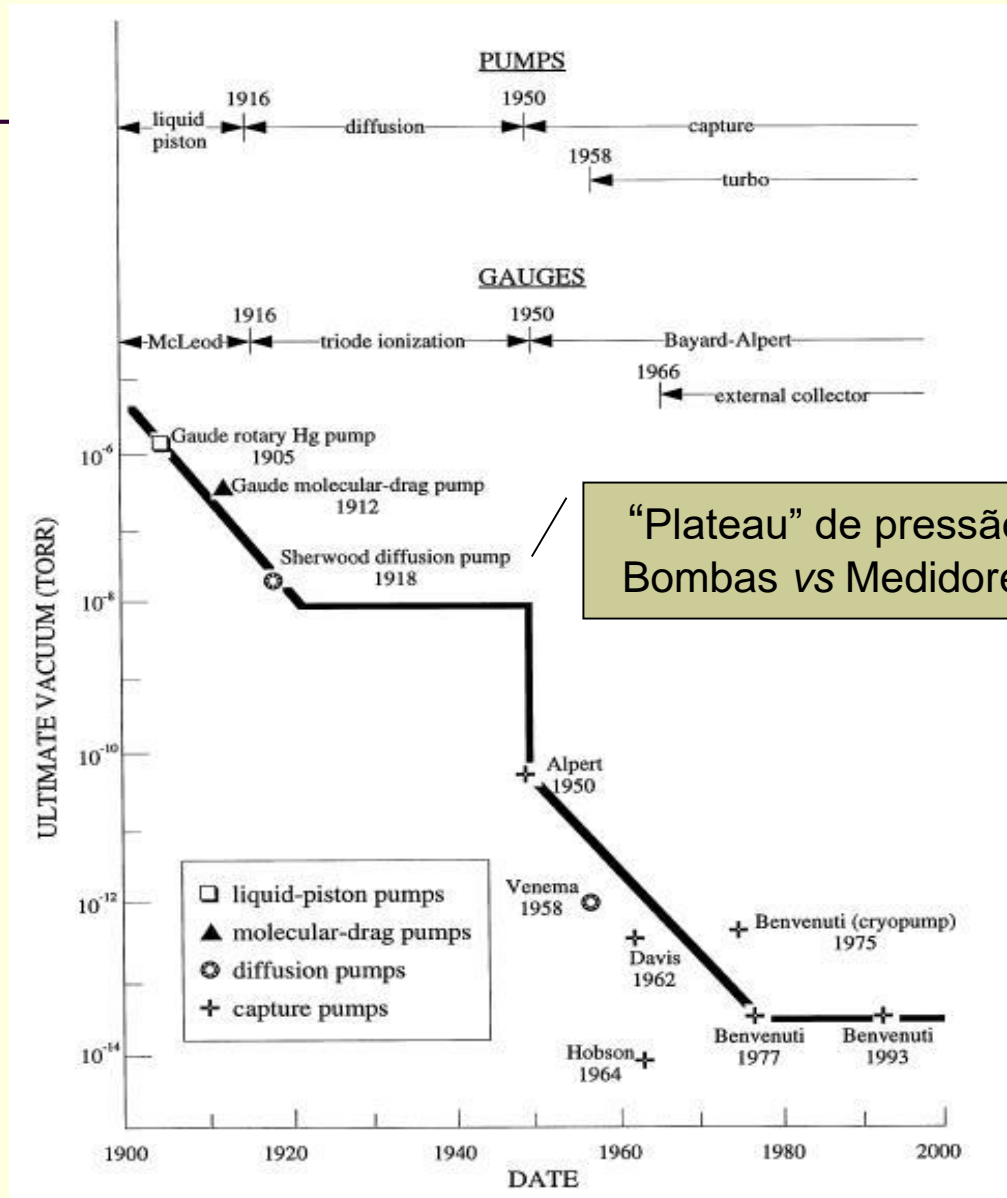 PUMPS
1916
1950
liquid
piston
diffusion
capture
1958
turbo
GAUGES
1916
1950
McLeod
triode ionization
Bayard-Alpert
1966
external collector
Gaude rotary Hg pump
1905
10⁻⁶
Gaude molecular-drag pump
1912
Sherwood diffusion pump
1918
"Plateau" de pressão
Bombas vs Medidore
10⁻⁸
ULTIMATE VACUUM (TORR)
10⁻¹⁰
Alpert
1950
liquid-piston pumps
molecular-drag pumps
diffusion pumps
capture pumps
10⁻¹²
Venema
1958
Davis
1962
Benvenuti (cryopump)
1975
10⁻¹⁴
Hobson
1964
Benvenuti
1977
Benvenuti
1993
1900 1920 1940 1960 1980 2000
DATE